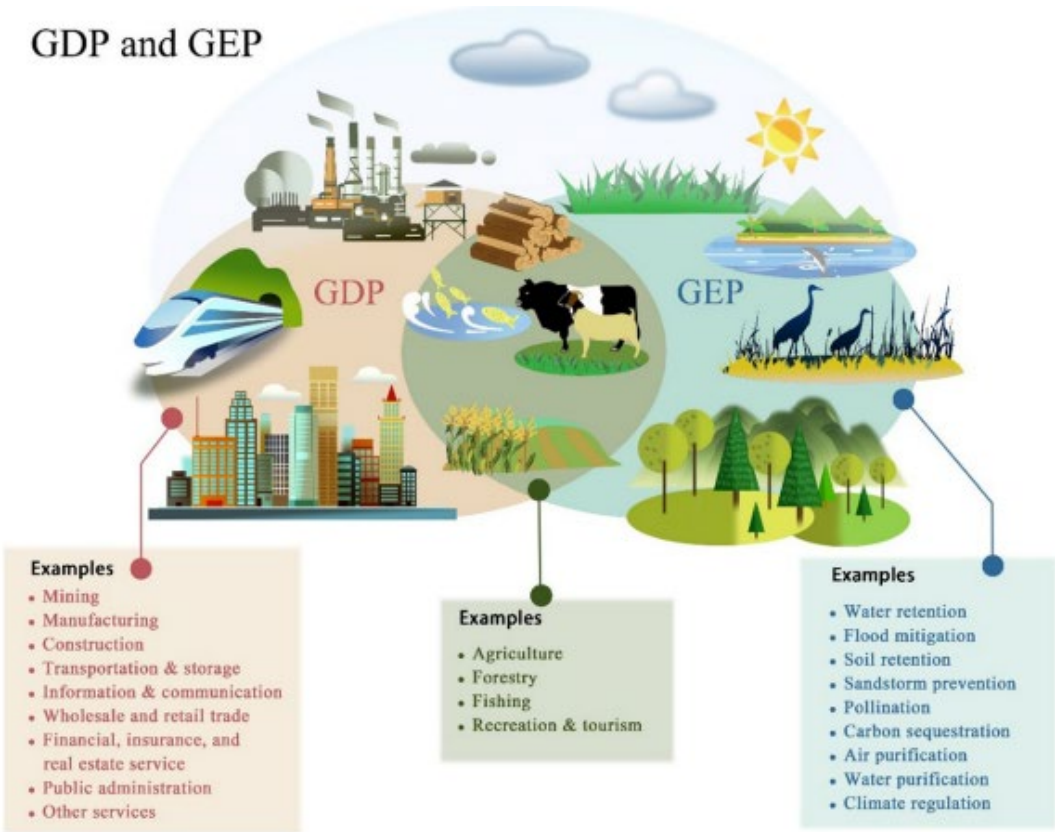 GDP and GEP
GDP
GEP
Examples
• Mining
• Manufacturing
• Construction
• Transportation & storage
• Information & communication
• Wholesale and retail trade
• Financial, insurance, and
real estate service
• Public administration
• Other services
Examples
• Agriculture
• Forestry
• Fishing
• Recreation & tourism
Examples
• Water retention
• Flood mitigation
• Soil retention
• Sandstorm prevention
• Pollination
• Carbon sequestration
• Air purification
• Water purification
• Climate regulation